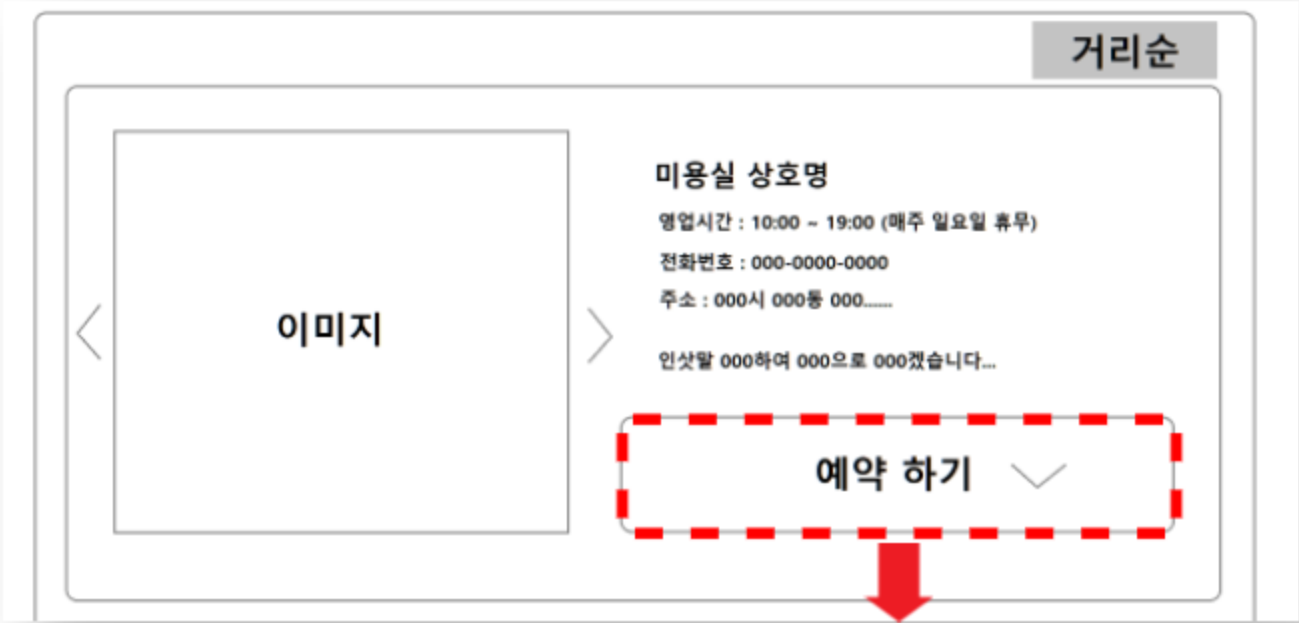 거리순
미용실 상호명
영업시간 : 10:00 ~ 19:00 (매주 일요일 휴무)
전화번호 : 000-0000-0000
주소 : 000시 000동 000......
이미지
인삿말 000하여 000으로 000겠습니다...
예약 하기